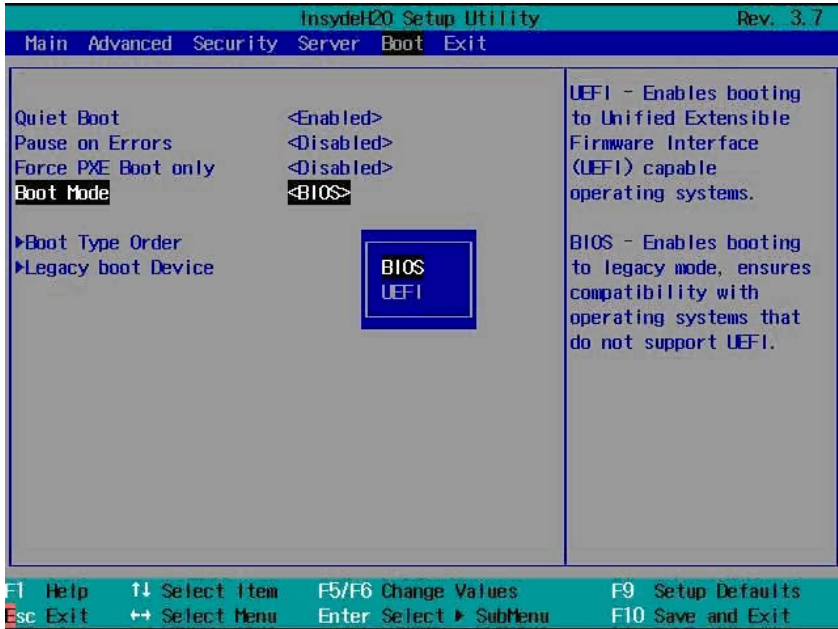 InsydeH2O Setup Utility Rev. 3.7
Main Advanced Security Server Boot Exit
Quiet Boot <Enabled>
Pause on Errors <Disabled>
Force PXE Boot only <Disabled>
Boot Mode <BIOS>
▶Boot Type Order
▶Legacy boot Device
BIOS
UEFI
UEFI - Enables booting
to Unified Extensible
Firmware Interface
(UEFI) capable
operating systems.
BIOS - Enables booting
to legacy mode, ensures
compatibility with
operating systems that
do not support UEFI.
F1 Help ↑↓ Select Item F5/F6 Change Values F9 Setup Defaults
Esc Exit ↔ Select Menu Enter Select ▶ SubMenu F10 Save and Exit